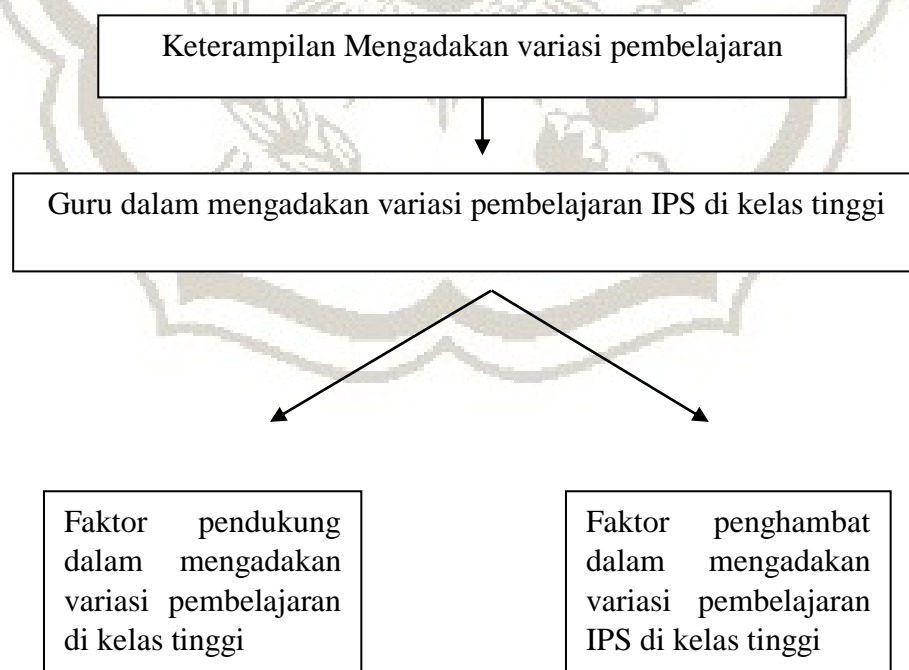 Keterampilan Mengadakan variasi pembelajaran
Guru dalam mengadakan variasi pembelajaran IPS di kelas tinggi
Faktor pendukung
dalam mengadakan
variasi pembelajaran
di kelas tinggi
Faktor penghambat
dalam mengadakan
variasi pembelajaran
IPS di kelas tinggi